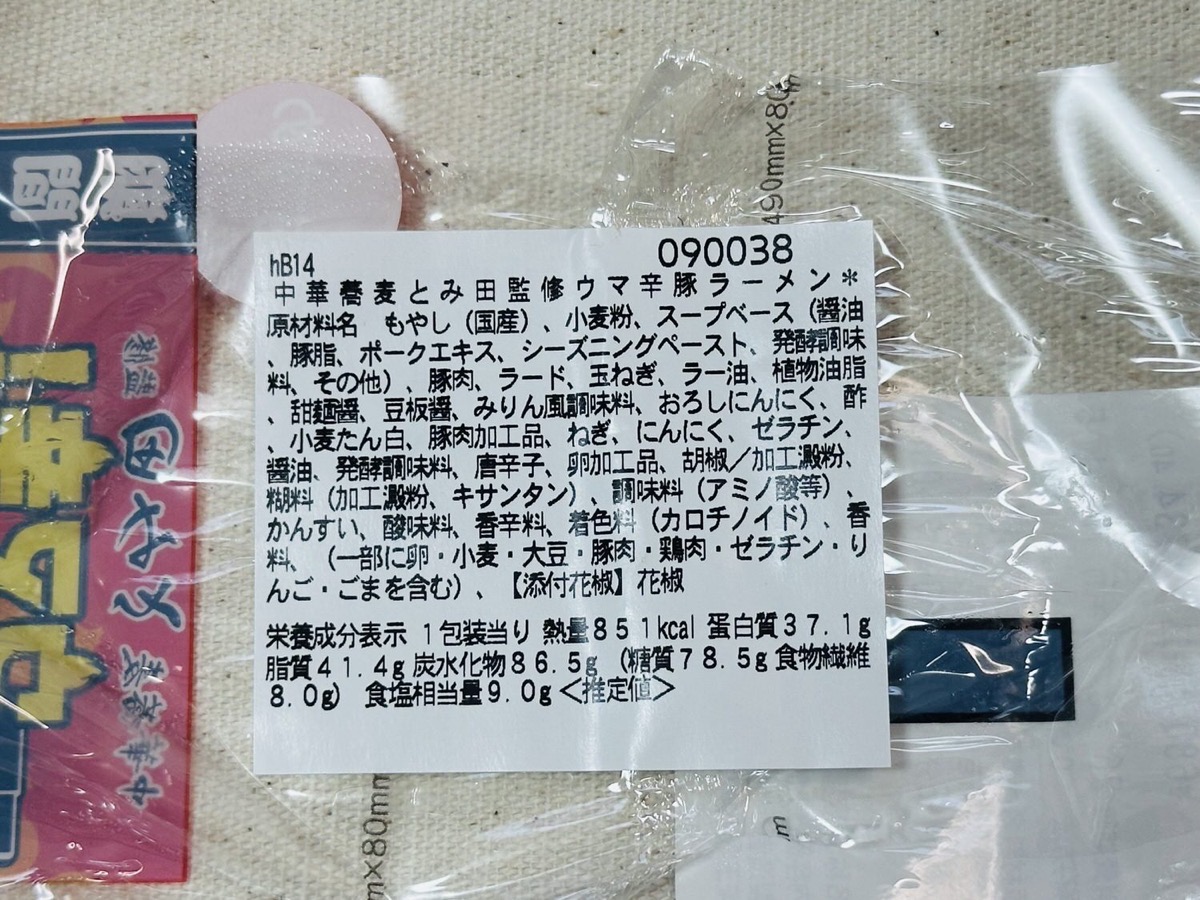 490mm×80m
hB14
090038
中華蕎麦とみ田監修ウマ辛豚ラーメン*
原材料名　もやし（国産）、小麦粉、スープベース（醤油
、豚脂、ポークエキス、シーズニングペースト、発酵調味
料、その他）、豚肉、ラード、玉ねぎ、ラー油、植物油脂
、甜麺醤、豆板醤、みりん風調味料、おろしにんにく、酢
、小麦たん白、豚肉加工品、ねぎ、にんにく、ゼラチン、
醤油、発酵調味料、唐辛子、卵加工品、胡椒／加工澱粉、
糊料（加工澱粉、キサンタン）、調味料（アミノ酸等）、
かんすい、酸味料、香辛料、着色料（カロチノイド）、香
料、（一部に卵・小麦・大豆・豚肉・鶏肉・ゼラチン・り
んご・ごまを含む）、【添付花椒】花椒
栄養成分表示 1包装当り 熱量851kcal 蛋白質37.1g
脂質41.4g 炭水化物86.5g （糖質78.5g 食物繊維
8.0g） 食塩相当量9.0g＜推定値＞
中華蕎麦 とみ田
m×80mm
m